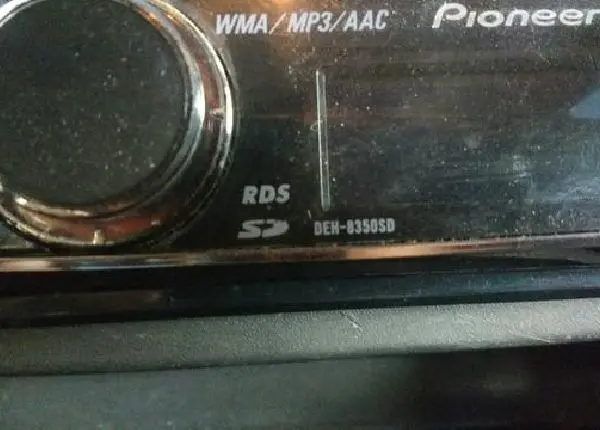 WMA/MP3/AAC Pioneer
RDS
SD
DEH-8350SD